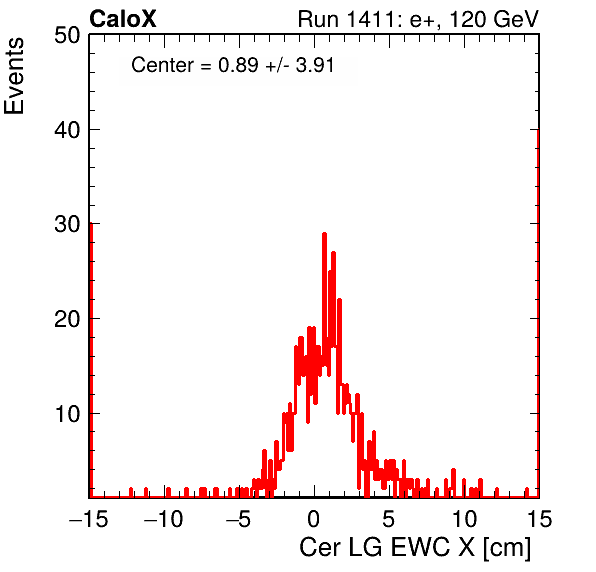 CaloX Run 1411: e+, 120 GeV
Events
Center = 0.89 +/- 3.91
50
40
30
20
10
−15 −10 −5 0 5 10 15
Cer LG EWC X [cm]